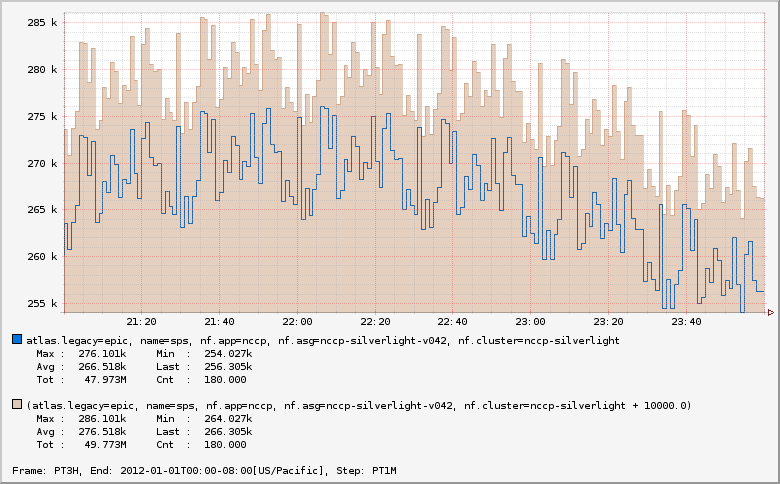 285 k
280 k
275 k
270 k
265 k
260 k
255 k
21:20 21:40 22:00 22:20 22:40 23:00 23:20 23:40
atlas.legacy=epic, name=sps, nf.app=nccp, nf.asg=nccp-silverlight-v042, nf.cluster=nccp-silverlight
Max : 276.101k Min : 254.027k
Avg : 266.518k Last : 256.305k
Tot : 47.973M Cnt : 180.000
(atlas.legacy=epic, name=sps, nf.app=nccp, nf.asg=nccp-silverlight-v042, nf.cluster=nccp-silverlight + 10000.0)
Max : 286.101k Min : 264.027k
Avg : 276.518k Last : 266.305k
Tot : 49.773M Cnt : 180.000
Frame: PT3H, End: 2012-01-01T00:00-08:00[US/Pacific], Step: PT1M